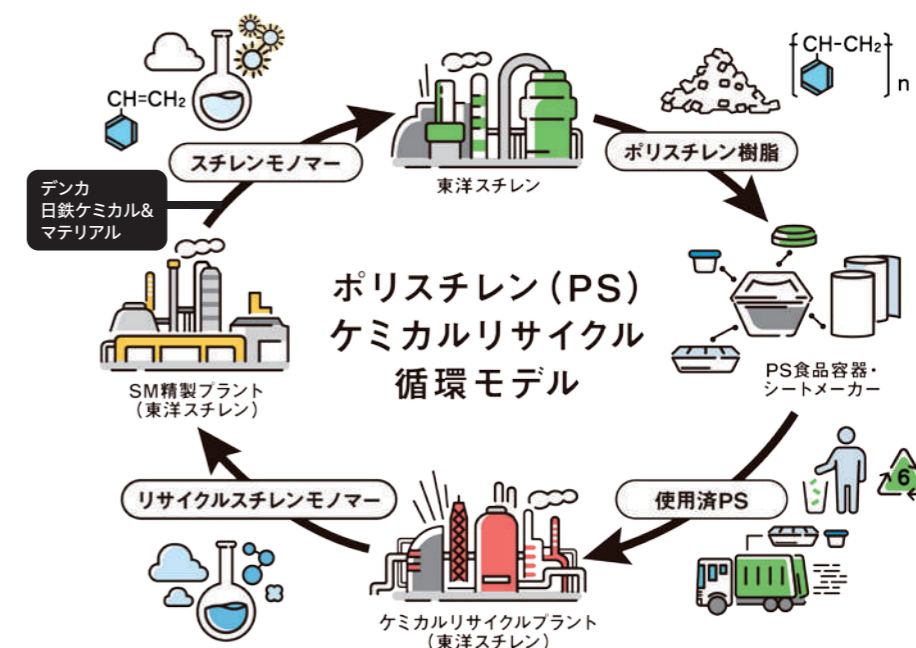 CH=CH₂
CH-CH₂
n
スチレンモノマー
ポリスチレン樹脂
東洋スチレン
デンカ
日鉄ケミカル&
マテリアル
ポリスチレン（PS）
ケミカルリサイクル
循環モデル
SM精製プラント
（東洋スチレン）
PS食品容器・
シートメーカー
リサイクルスチレンモノマー
使用済PS
6
ケミカルリサイクルプラント
（東洋スチレン）